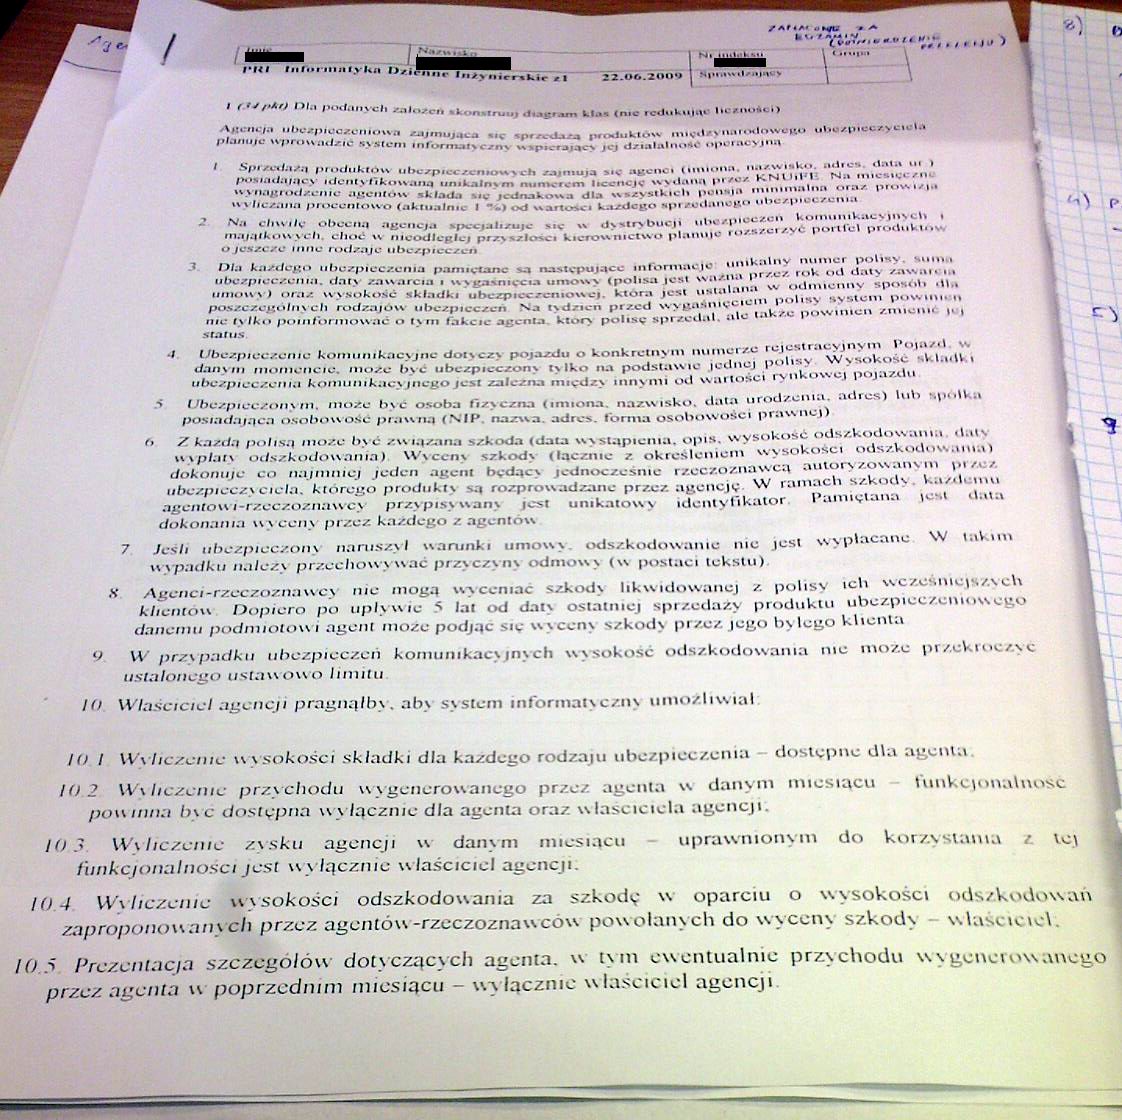 ZAPŁACONE ZA
EGZAMIN
(POTWIERDZENIE PRZELEWU)
Age
Imię
Nazwisko
Nr indeksu
Grupa
Sprawdzający
PRI Informatyka Dzienne Inżynierskie z1 22.06.2009
1 (34 pkt) Dla podanych założeń skonstruuj diagram klas (nie redukując liczności)
Agencja ubezpieczeniowa zajmująca się sprzedażą produktów międzynarodowego ubezpieczyciela
planuje wprowadzić system informatyczny wspierający jej działalność operacyjną.
1. Sprzedażą produktów ubezpieczeniowych zajmują się agenci (imiona, nazwisko, adres, data ur.)
posiadający identyfikowaną unikalnym numerem licencję wydaną przez KNUiFE. Na miesięczne
wynagrodzenie agentów składa się jednakowa dla wszystkich pensja minimalna oraz prowizja
wyliczana procentowo (aktualnie 1 %) od wartości każdego sprzedanego ubezpieczenia.
2. Na chwilę obecną agencja specjalizuje się w dystrybucji ubezpieczeń komunikacyjnych i
majątkowych, choć w nieodległej przyszłości kierownictwo planuje rozszerzyć portfel produktów
o jeszcze inne rodzaje ubezpieczeń.
3. Dla każdego ubezpieczenia pamiętane są następujące informacje: unikalny numer polisy, suma
ubezpieczenia, daty zawarcia i wygaśnięcia umowy (polisa jest ważna przez rok od daty zawarcia
umowy) oraz wysokość składki ubezpieczeniowej, która jest ustalana w odmienny sposób dla
poszczególnych rodzajów ubezpieczeń. Na tydzień przed wygaśnięciem polisy system powinien
nie tylko poinformować o tym fakcie agenta, który polisę sprzedał, ale także powinien zmienić jej
status.
4. Ubezpieczenie komunikacyjne dotyczy pojazdu o konkretnym numerze rejestracyjnym. Pojazd, w
danym momencie, może być ubezpieczony tylko na podstawie jednej polisy. Wysokość składki
ubezpieczenia komunikacyjnego jest zależna między innymi od wartości rynkowej pojazdu.
5. Ubezpieczonym, może być osoba fizyczna (imiona, nazwisko, data urodzenia, adres) lub spółka
posiadająca osobowość prawną (NIP, nazwa, adres, forma osobowości prawnej).
6. Z każdą polisą może być związana szkoda (data wystąpienia, opis, wysokość odszkodowania, daty
wypłaty odszkodowania). Wyceny szkody (łącznie z określeniem wysokości odszkodowania)
dokonuje co najmniej jeden agent będący jednocześnie rzeczoznawcą autoryzowanym przez
ubezpieczyciela, którego produkty są rozprowadzane przez agencję. W ramach szkody, każdemu
agentowi-rzeczoznawcy przypisywany jest unikatowy identyfikator. Pamiętana jest data
dokonania wyceny przez każdego z agentów.
7. Jeśli ubezpieczony naruszył warunki umowy, odszkodowanie nie jest wypłacane. W takim
wypadku należy przechowywać przyczyny odmowy (w postaci tekstu).
8. Agenci-rzeczoznawcy nie mogą wyceniać szkody likwidowanej z polisy ich wcześniejszych
klientów. Dopiero po upływie 5 lat od daty ostatniej sprzedaży produktu ubezpieczeniowego
danemu podmiotowi agent może podjąć się wyceny szkody przez jego byłego klienta.
9. W przypadku ubezpieczeń komunikacyjnych wysokość odszkodowania nie może przekroczyć
ustalonego ustawowo limitu.
10. Właściciel agencji pragnąłby, aby system informatyczny umożliwiał:
10.1. Wyliczenie wysokości składki dla każdego rodzaju ubezpieczenia – dostępne dla agenta;
10.2. Wyliczenie przychodu wygenerowanego przez agenta w danym miesiącu – funkcjonalność
powinna być dostępna wyłącznie dla agenta oraz właściciela agencji;
10.3. Wyliczenie zysku agencji w danym miesiącu – uprawnionym do korzystania z tej
funkcjonalności jest wyłącznie właściciel agencji;
10.4. Wyliczenie wysokości odszkodowania za szkodę w oparciu o wysokości odszkodowań
zaproponowanych przez agentów-rzeczoznawców powołanych do wyceny szkody – właściciel;
10.5. Prezentacja szczegółów dotyczących agenta, w tym ewentualnie przychodu wygenerowanego
przez agenta w poprzednim miesiącu – wyłącznie właściciel agencji.
3)
4) P
5)
9